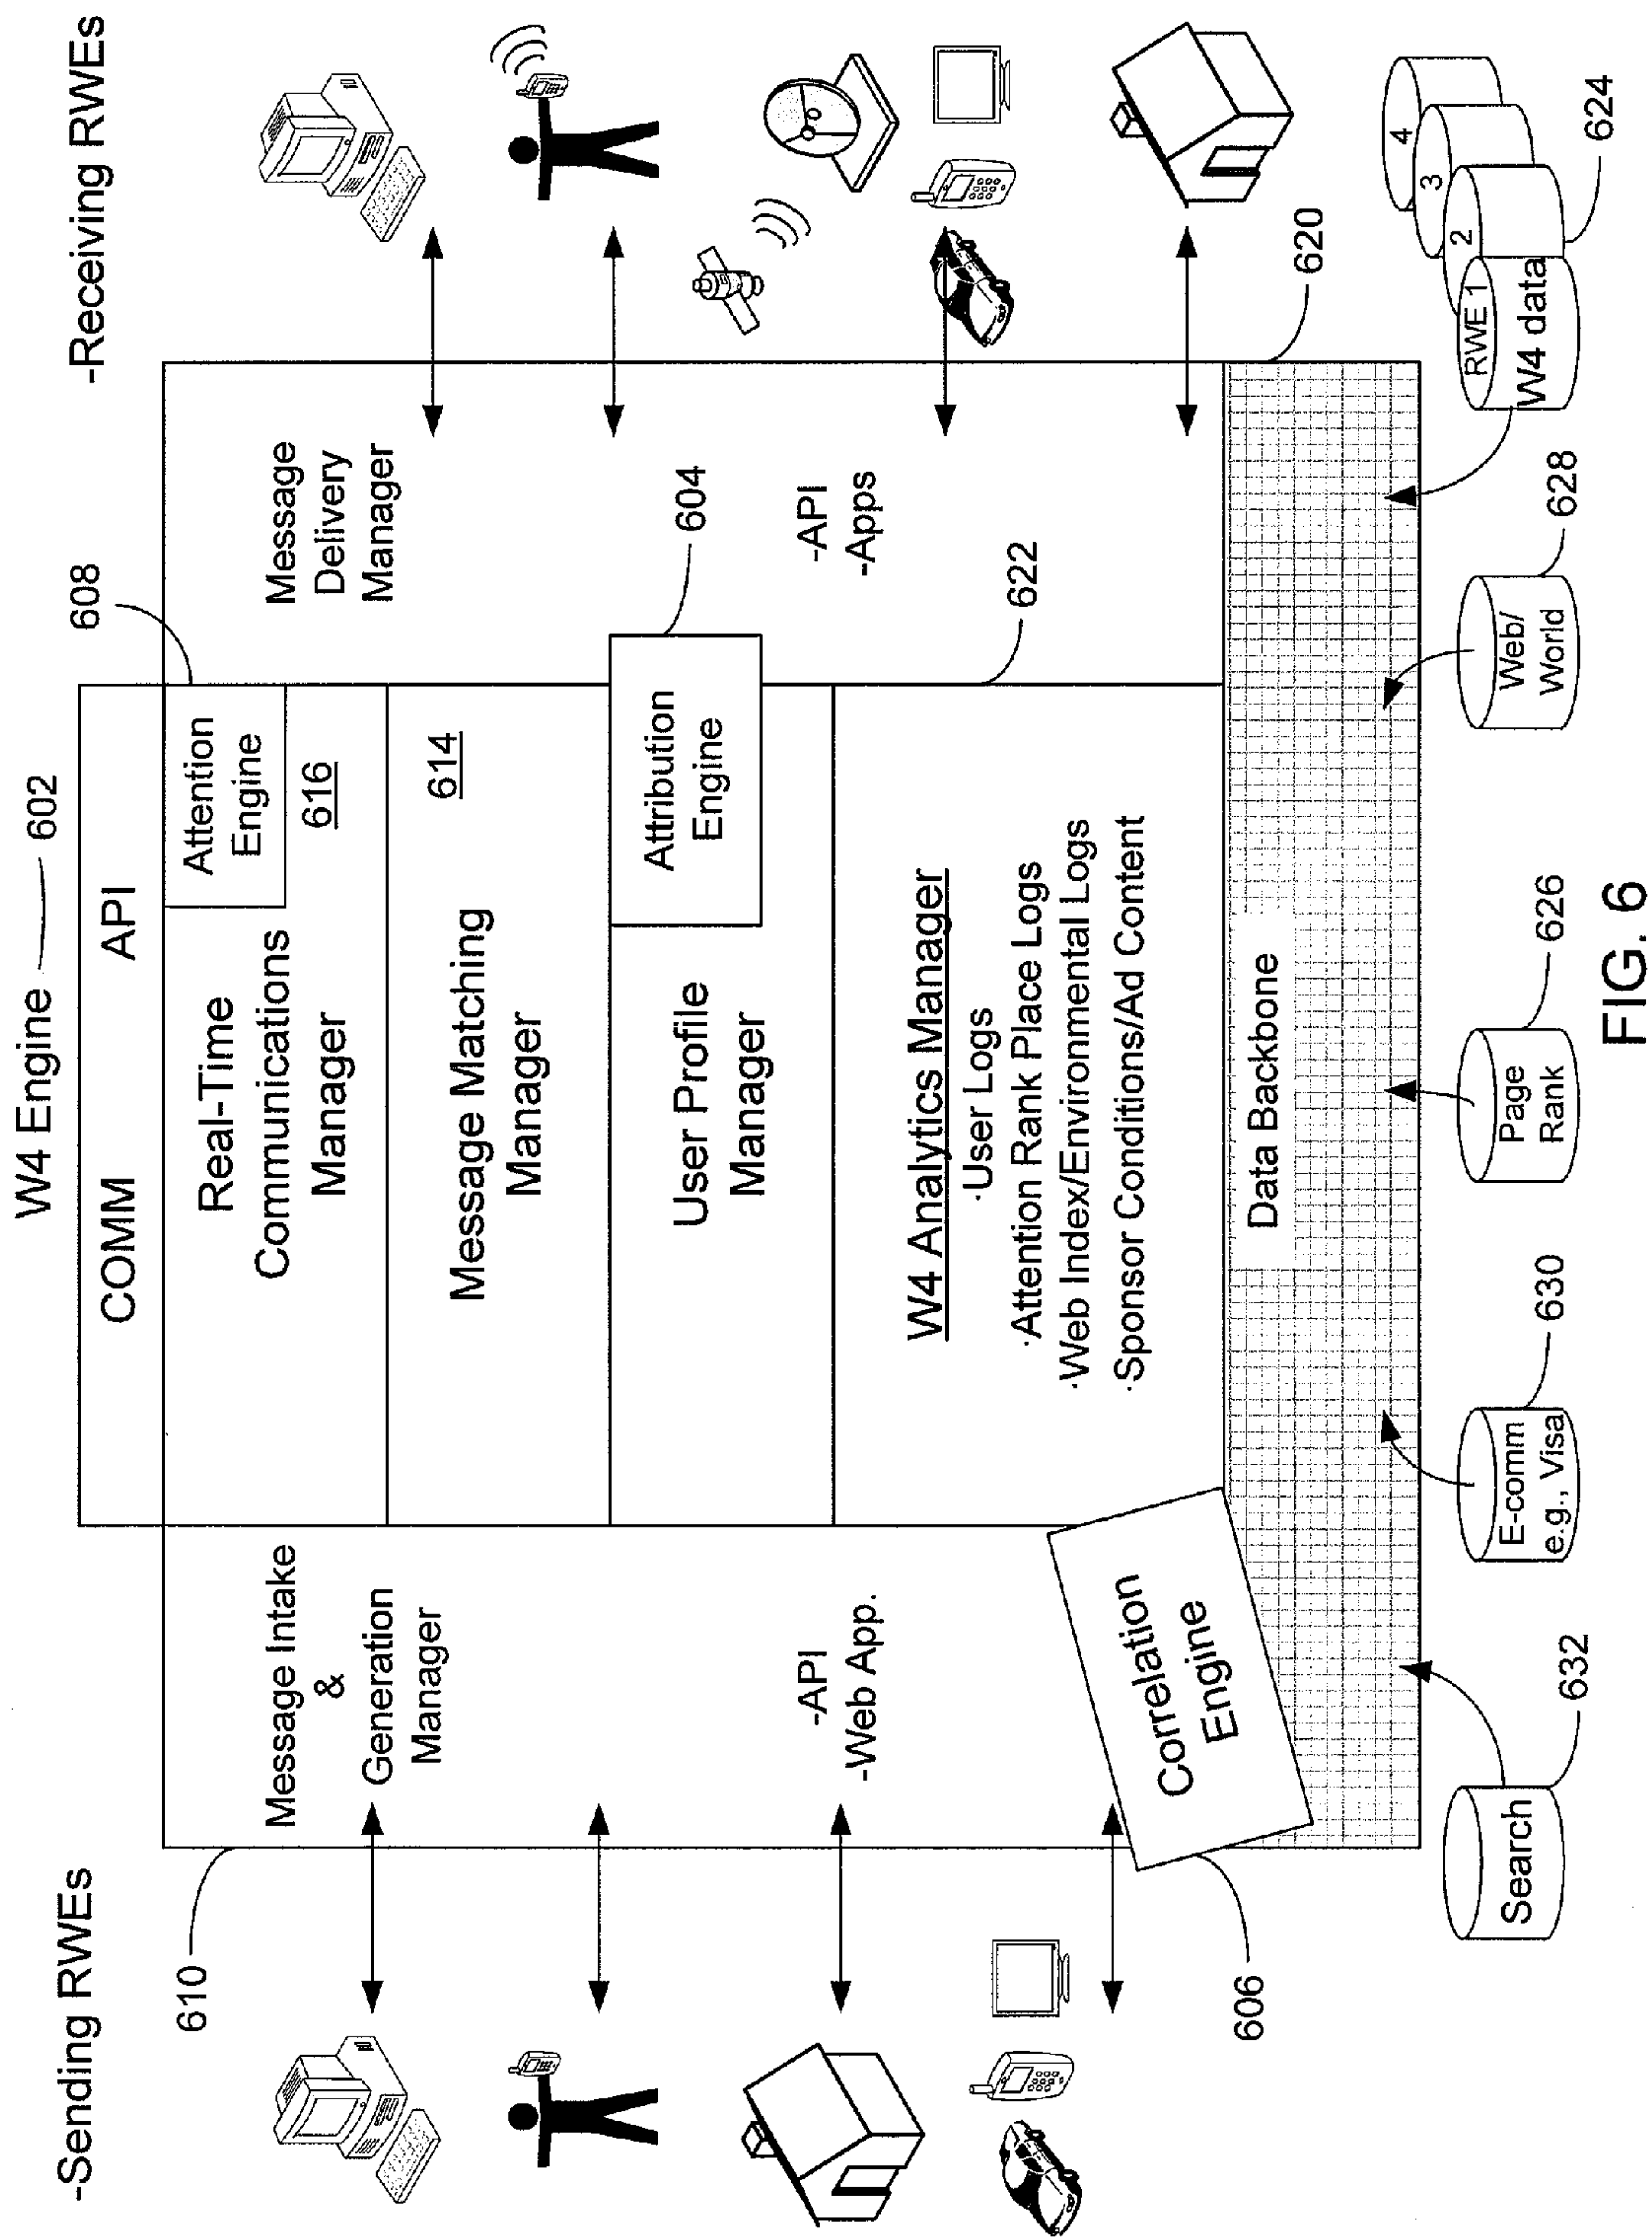 W4 Engine 602
-Sending RWEs
-Receiving RWEs
COMM API
608
610
Message Intake
&
Generation
Manager
-API
-Web App.
Real-Time
Communications
Manager
Attention
Engine
616
Message Matching
Manager
614
User Profile
Manager
Attribution
Engine
604
W4 Analytics Manager
·User Logs
·Attention Rank Place Logs
·Web Index/Environmental Logs
·Sponsor Conditions/Ad Content
622
Message
Delivery
Manager
-API
-Apps
Correlation
Engine
606
Data Backbone
620
Search
632
E-comm
e.g., Visa
630
Page
Rank
626
Web/
World
628
RWE 1
W4 data
2
3
4
624
FIG. 6